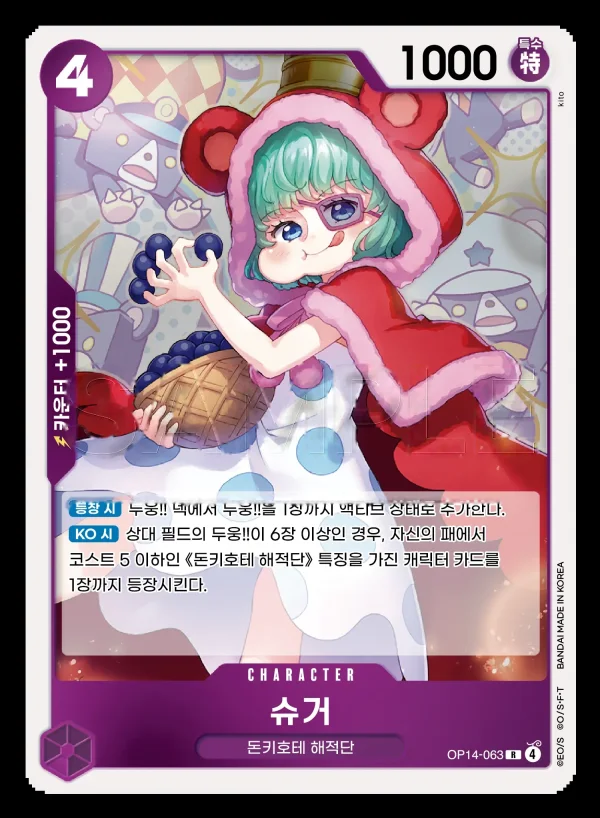 4
1000
특수
特
kito
카운터 +1000
SAMPLE
등장 시 두웅!! 덱에서 두웅!!을 1장까지 액티브 상태로 추가한다.
KO 시 상대 필드의 두웅!!이 6장 이상인 경우, 자신의 패에서
코스트 5 이하인 《돈키호테 해적단》 특징을 가진 캐릭터 카드를
1장까지 등장시킨다.
CHARACTER
슈거
돈키호테 해적단
OP14-063 R 4
©EO/S ©O/S·F·T BANDAI MADE IN KOREA